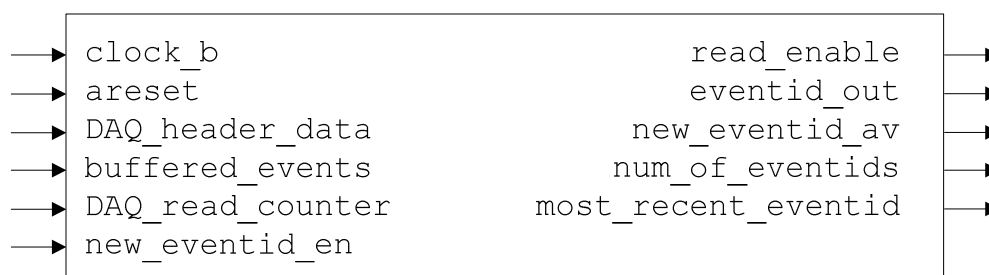 clock_b read_enable
areset eventid_out
DAQ_header_data new_eventid_av
buffered_events num_of_eventids
DAQ_read_counter most_recent_eventid
new_eventid_en